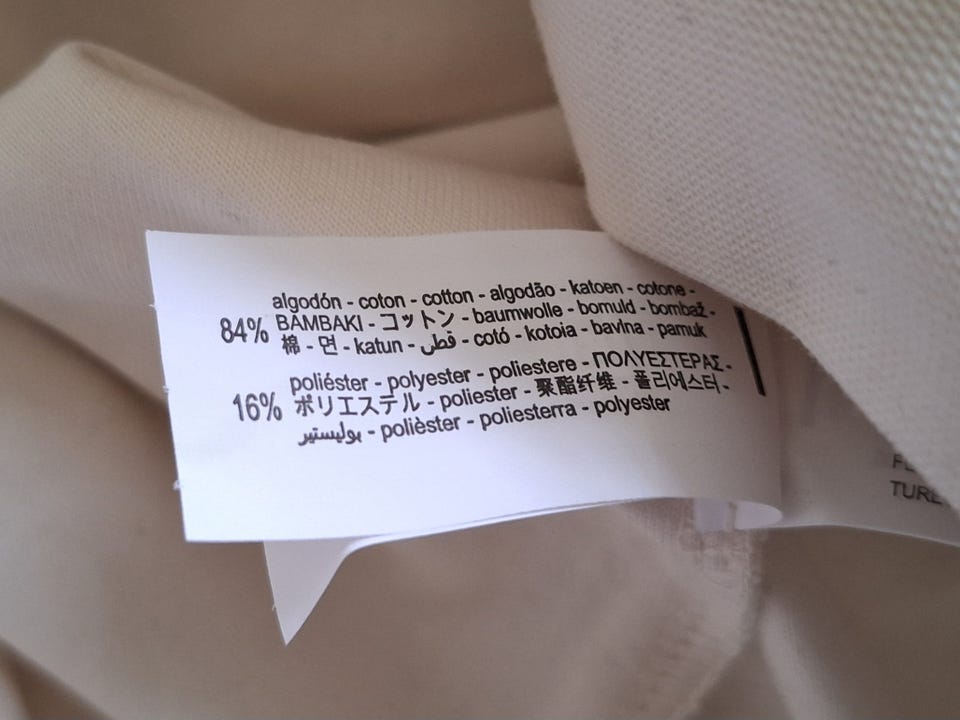 algodón - coton - cotton - algodão - katoen - cotone -
84% BAMBAKI - コットン - baumwolle - bomuld - bombaž -
棉 - 면 - katun - قطن - cotó - kotoia - bavlna - pamuk
poliéster - polyester - poliestere - ΠΟΛΥΕΣΤΕΡΑΣ -
16% ポリエステル - poliester - 聚酯纤维 - 폴리에스터 -
بوليستير - polièster - poliesterra - polyester
TURE